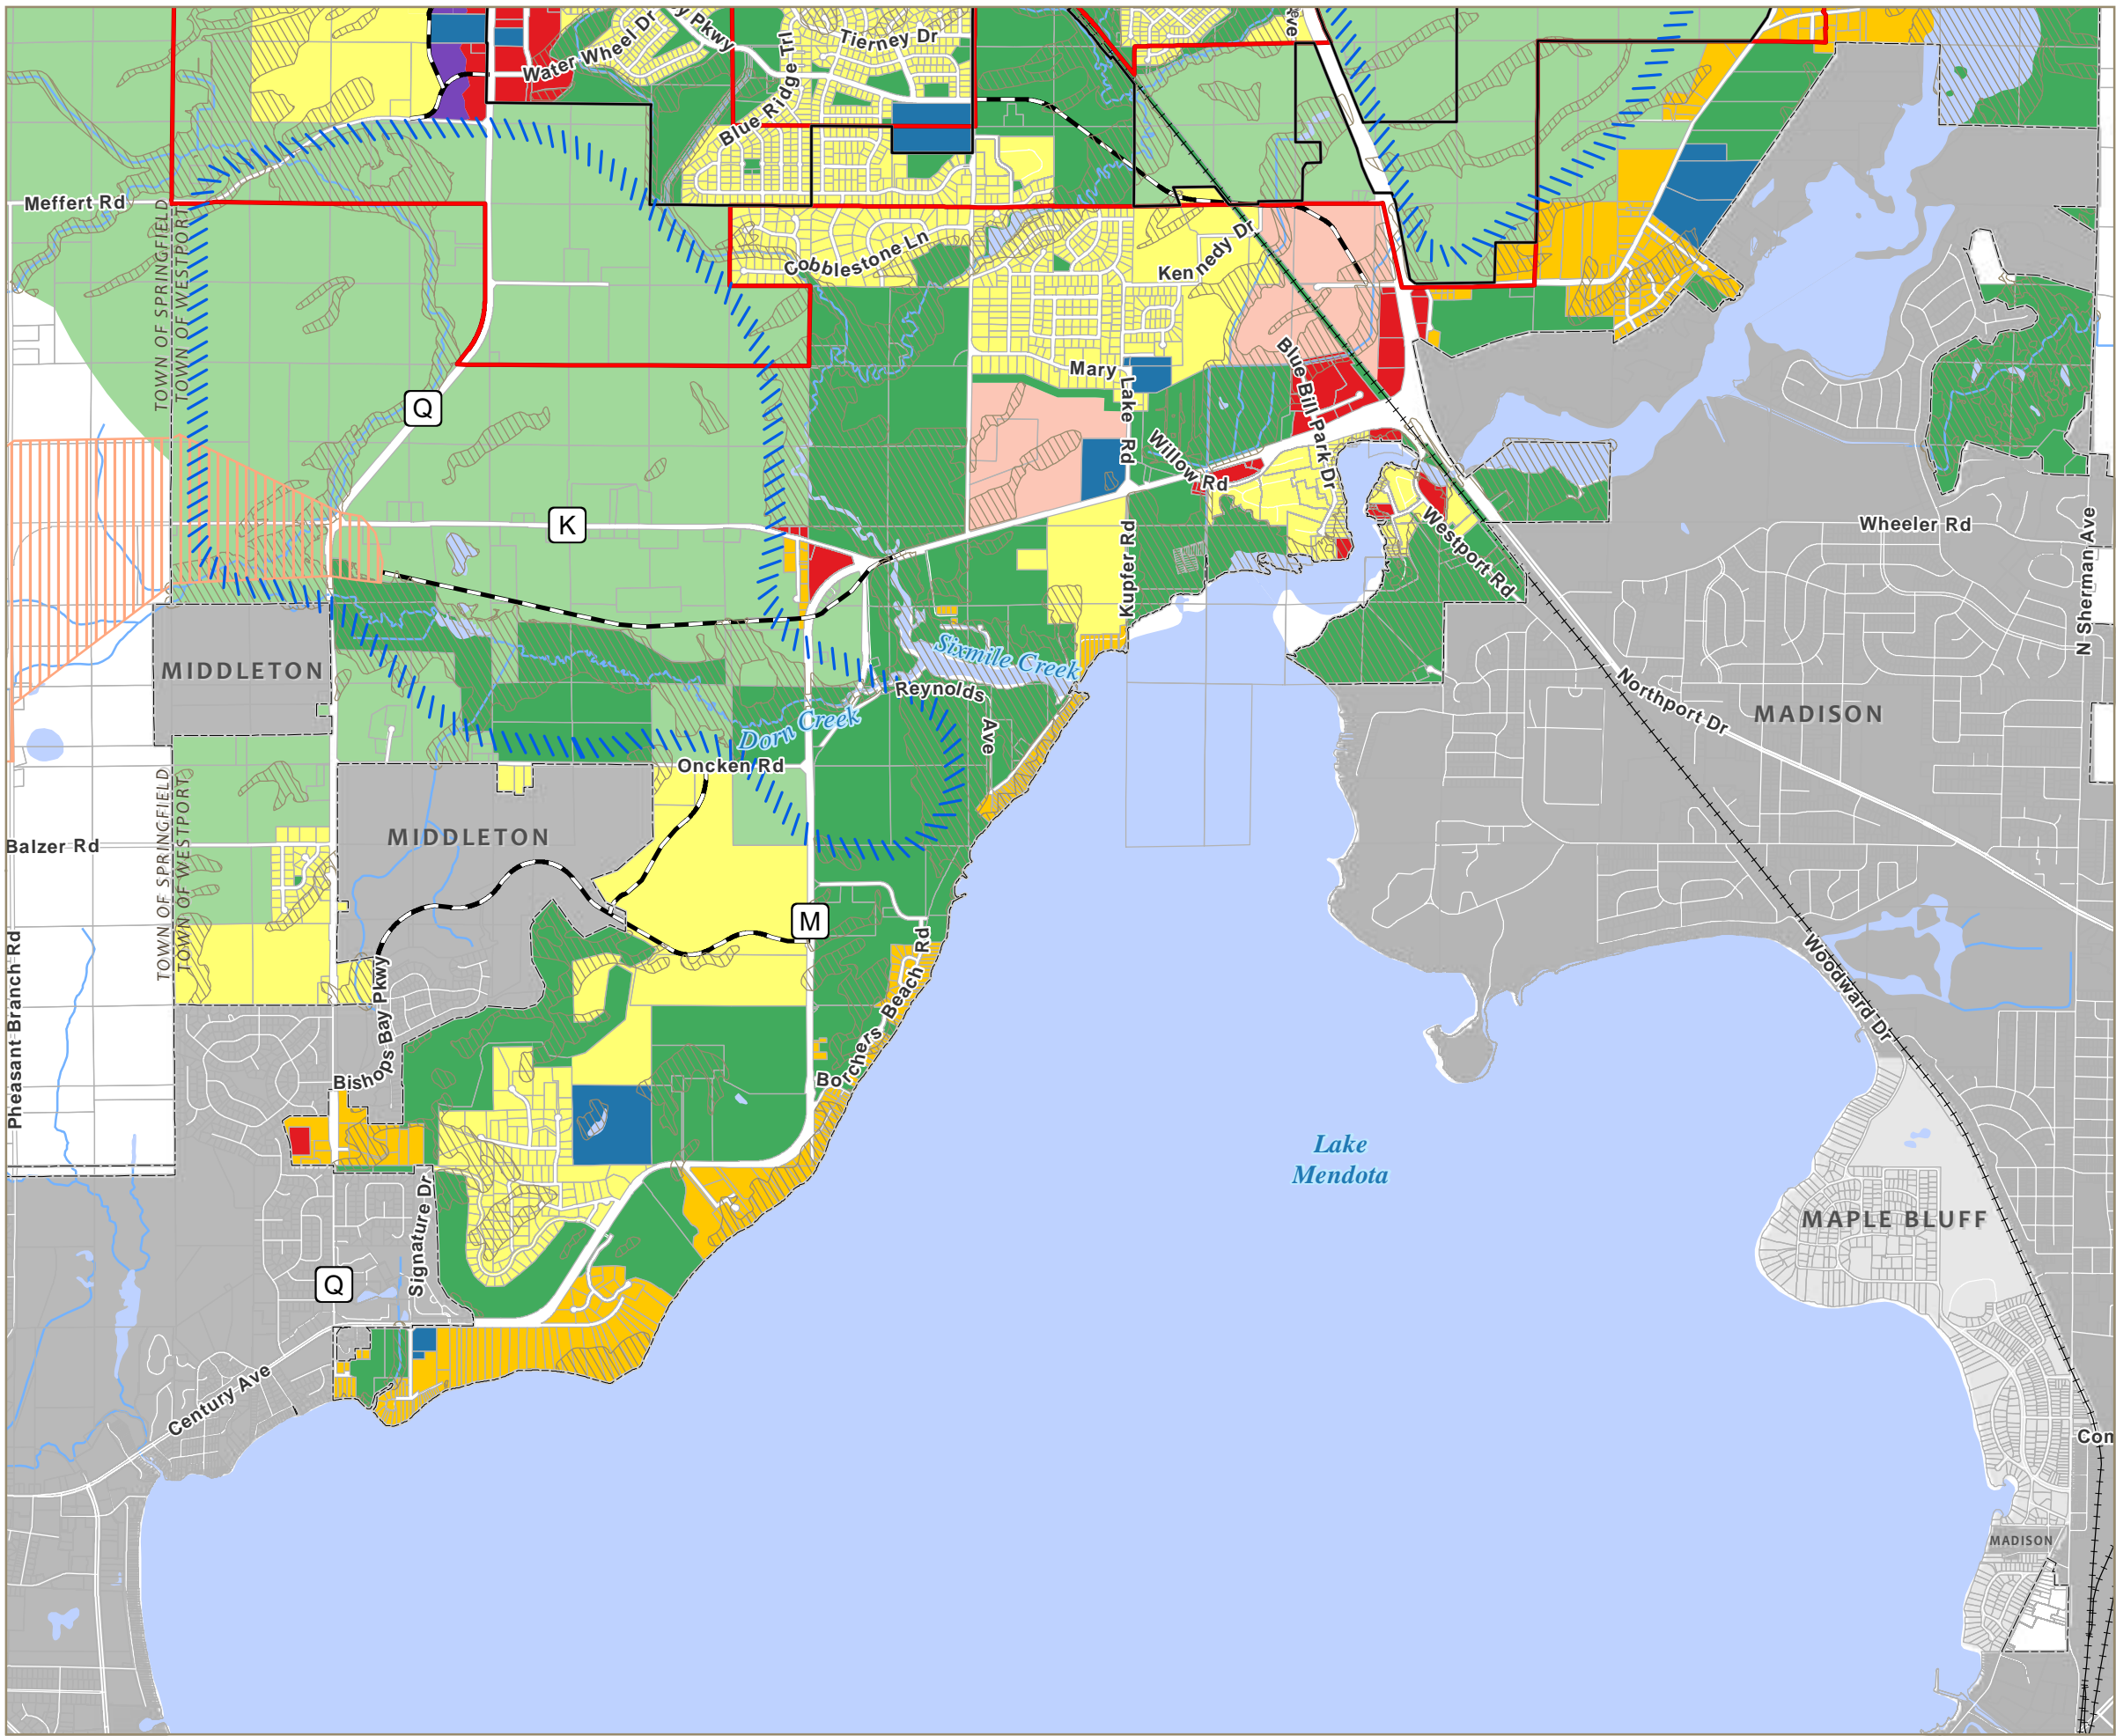 Tierney Dr
y Pkwy
Water Wheel Dr
Blue Ridge Trl
ve
Meffert Rd
TOWN OF SPRINGFIELD
TOWN OF WESTPORT
Cobblestone Ln
Kennedy Dr
Mary Lake Rd
Blue Bill Park Dr
Q
Willow Rd
K
Westport Rd
Wheeler Rd
N Sherman Ave
Kupfer Rd
Sixmile Creek
MIDDLETON
Reynolds Ave
Northport Dr
MADISON
Dorn Creek
Oncken Rd
TOWN OF SPRINGFIELD
TOWN OF WESTPORT
MIDDLETON
Balzer Rd
M
Pheasant Branch Rd
Borchers Beach Rd
Woodward Dr
Bishops Bay Pkwy
Lake
Mendota
Signature Dr
MAPLE BLUFF
Q
Century Ave
Com
MADISON